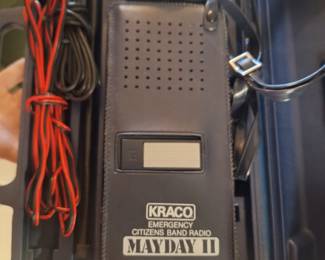 KRACO
EMERGENCY
CITIZENS BAND RADIO
MAYDAY II